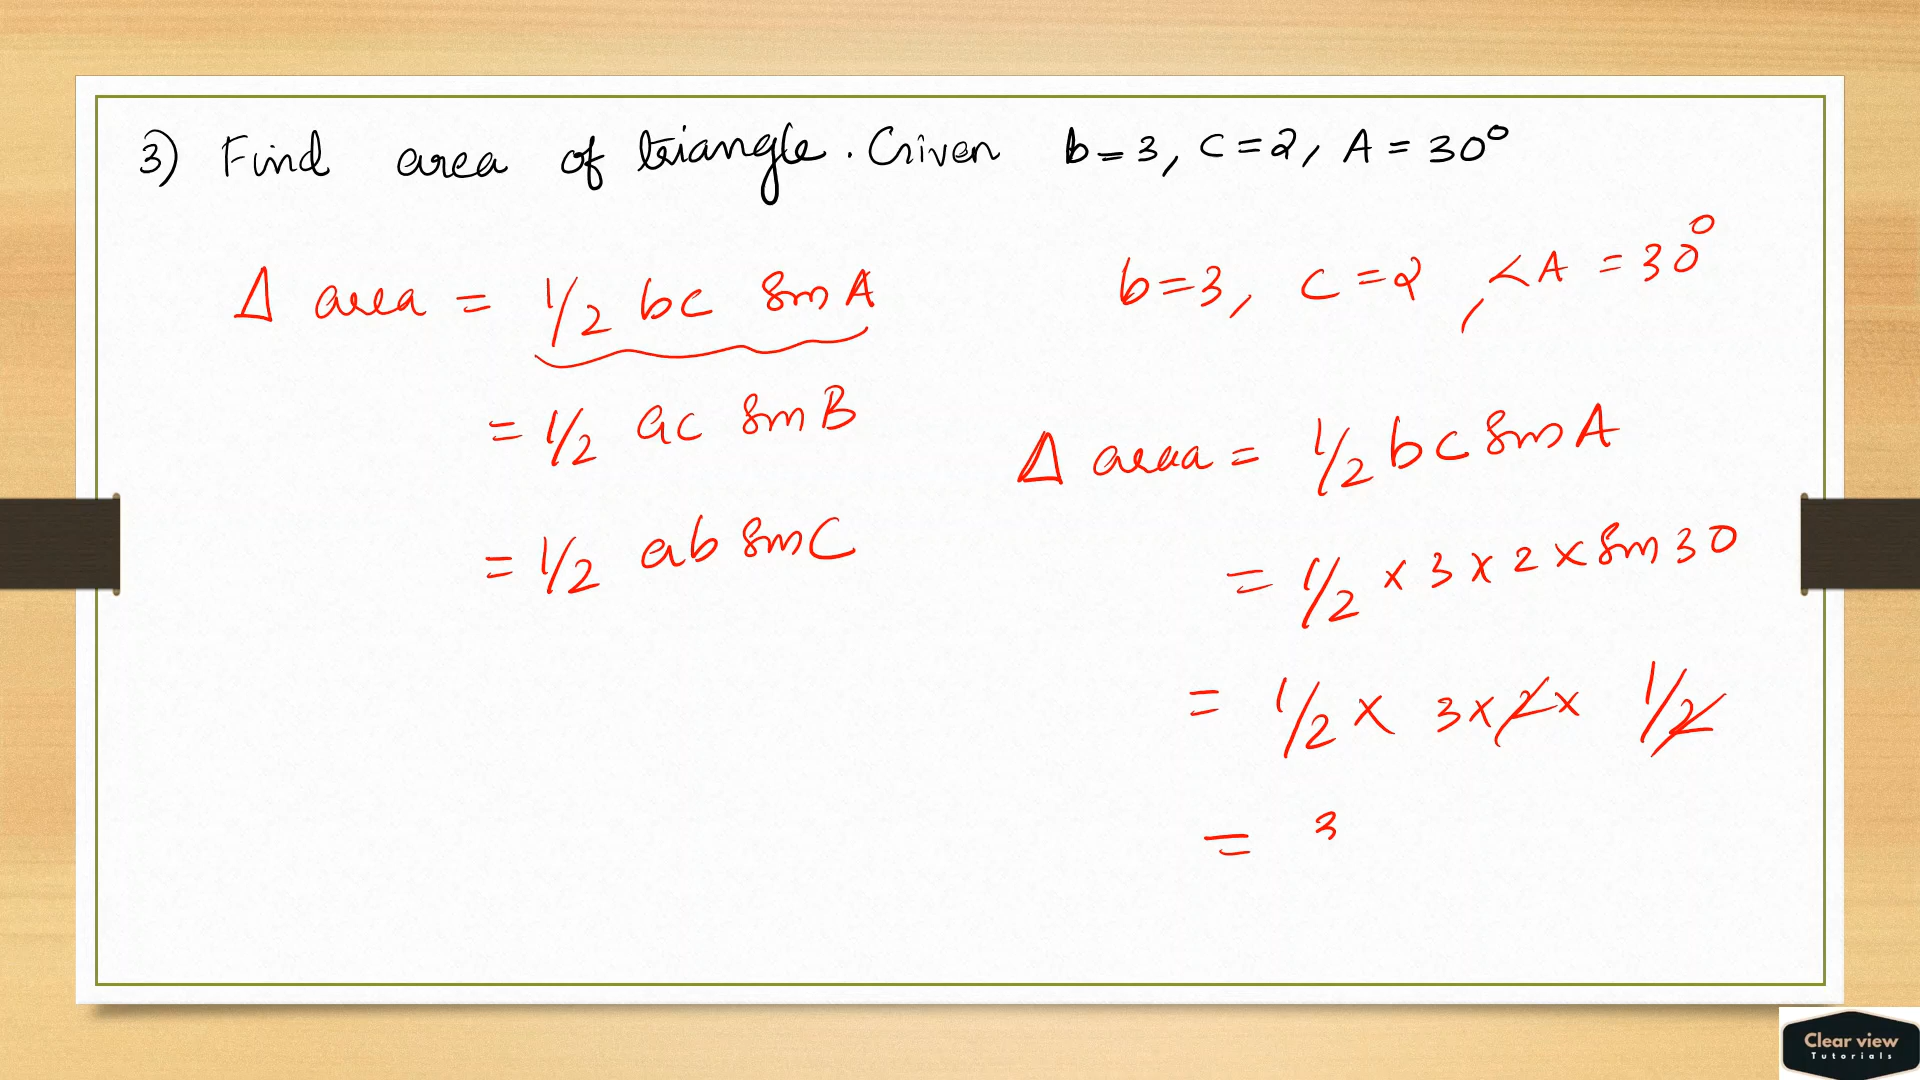 3) Find area of triangle. Given b=3, c=2, A=30°
Δ area = 1/2 bc sin A
= 1/2 ac sin B
= 1/2 ab sin C
b=3, c=2, <A = 30°
Δ area = 1/2 bc sin A
= 1/2 × 3 × 2 × sin 30
= 1/2 × 3 × 2 × 1/2
= 3
Clear view
Tutorials